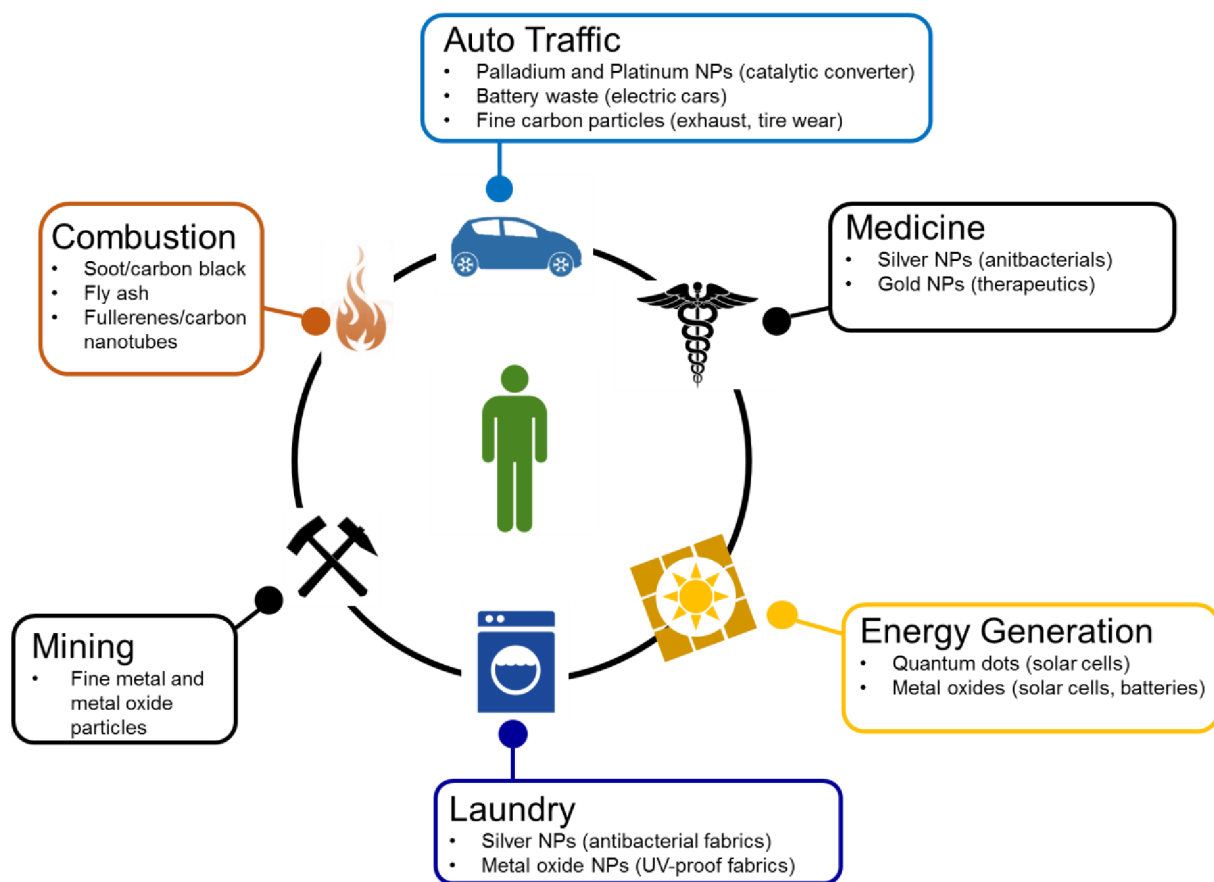 Auto Traffic
• Palladium and Platinum NPs (catalytic converter)
• Battery waste (electric cars)
• Fine carbon particles (exhaust, tire wear)
Combustion
• Soot/carbon black
• Fly ash
• Fullerenes/carbon
nanotubes
Medicine
• Silver NPs (anitbacterials)
• Gold NPs (therapeutics)
Mining
• Fine metal and
metal oxide
particles
Energy Generation
• Quantum dots (solar cells)
• Metal oxides (solar cells, batteries)
Laundry
• Silver NPs (antibacterial fabrics)
• Metal oxide NPs (UV-proof fabrics)